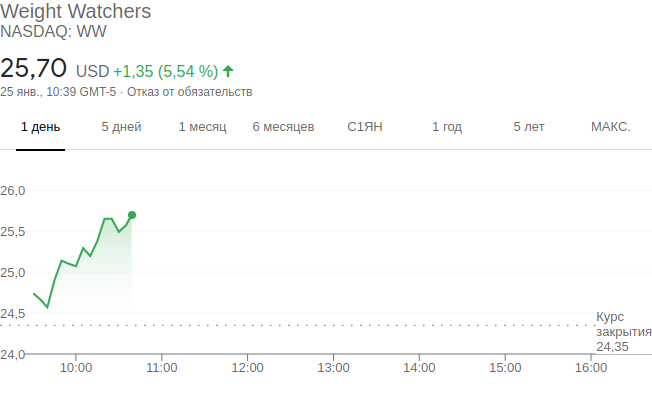 Weight Watchers
NASDAQ: WW
25,70 USD +1,35 (5,54 %)
25 янв., 10:39 GMT-5 · Отказ от обязательств
1 день 5 дней 1 месяц 6 месяцев С1ЯН 1 год 5 лет МАКС.
26,0
25,5
25,0
24,5
Курс
закрытия
24,35
24,0
10:00 11:00 12:00 13:00 14:00 15:00 16:00